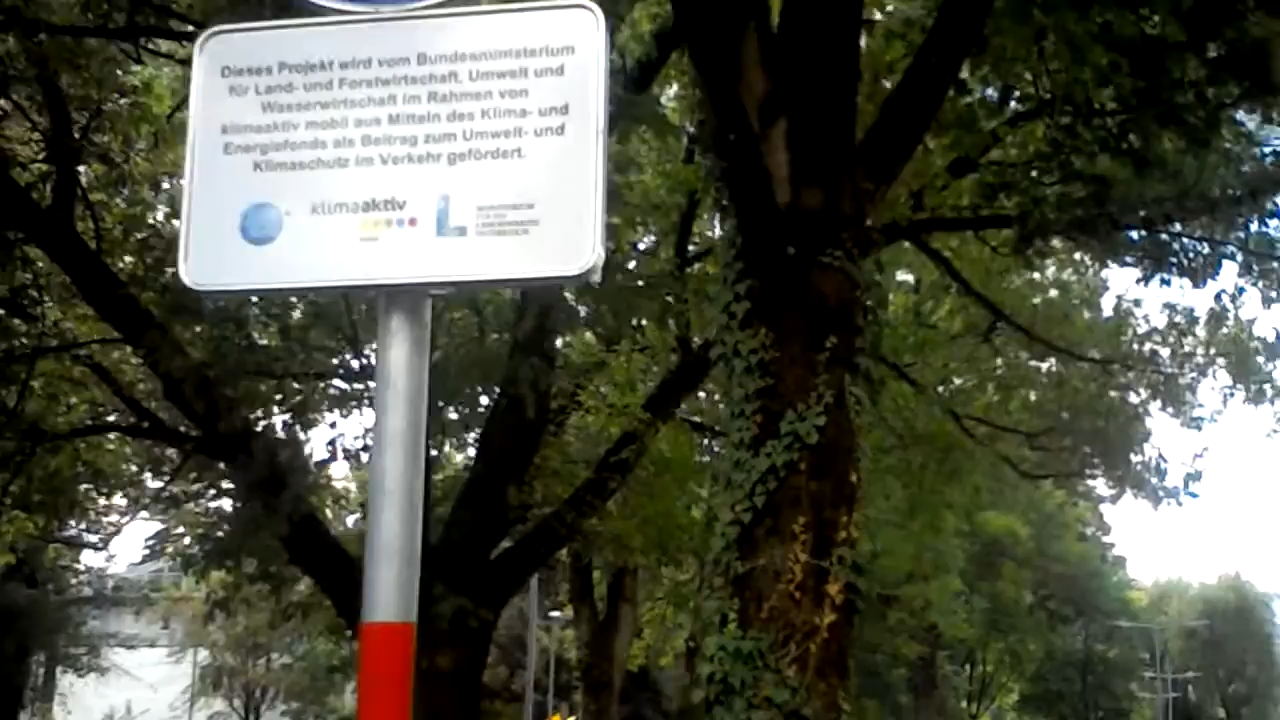 Dieses Projekt wird vom Bundesministerium
für Land- und Forstwirtschaft, Umwelt und
Wasserwirtschaft im Rahmen von
klimaaktiv mobil aus Mitteln des Klima- und
Energiefonds als Beitrag zum Umwelt- und
Klimaschutz im Verkehr gefördert.
klimaaktiv